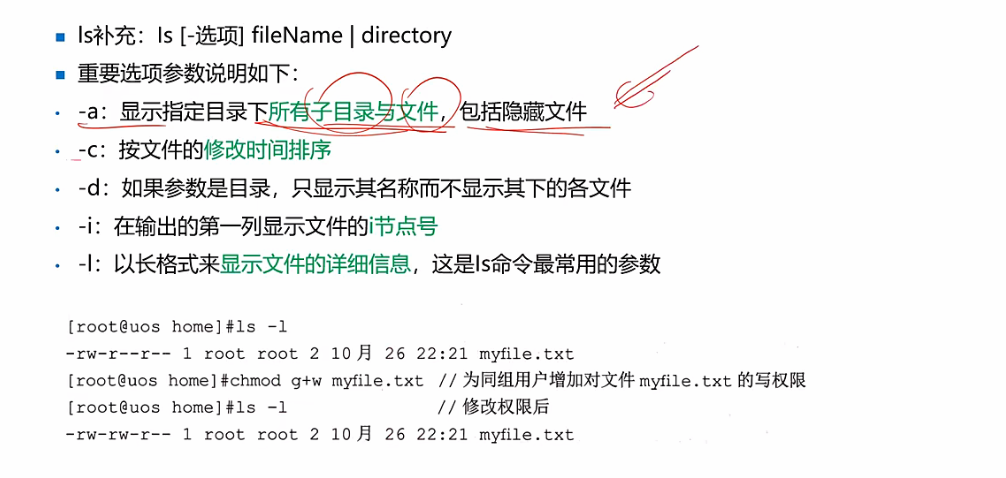 ls补充：ls [-选项] fileName | directory
重要选项参数说明如下：
-a：显示指定目录下所有子目录与文件，包括隐藏文件
-c：按文件的修改时间排序
-d：如果参数是目录，只显示其名称而不显示其下的各文件
-i：在输出的第一列显示文件的i节点号
-l：以长格式来显示文件的详细信息，这是ls命令最常用的参数
[root@uos home]#ls -l
-rw-r--r-- 1 root root 2 10月 26 22:21 myfile.txt
[root@uos home]#chmod g+w myfile.txt //为同组用户增加对文件 myfile.txt 的写权限
[root@uos home]#ls -l //修改权限后
-rw-rw-r-- 1 root root 2 10月 26 22:21 myfile.txt